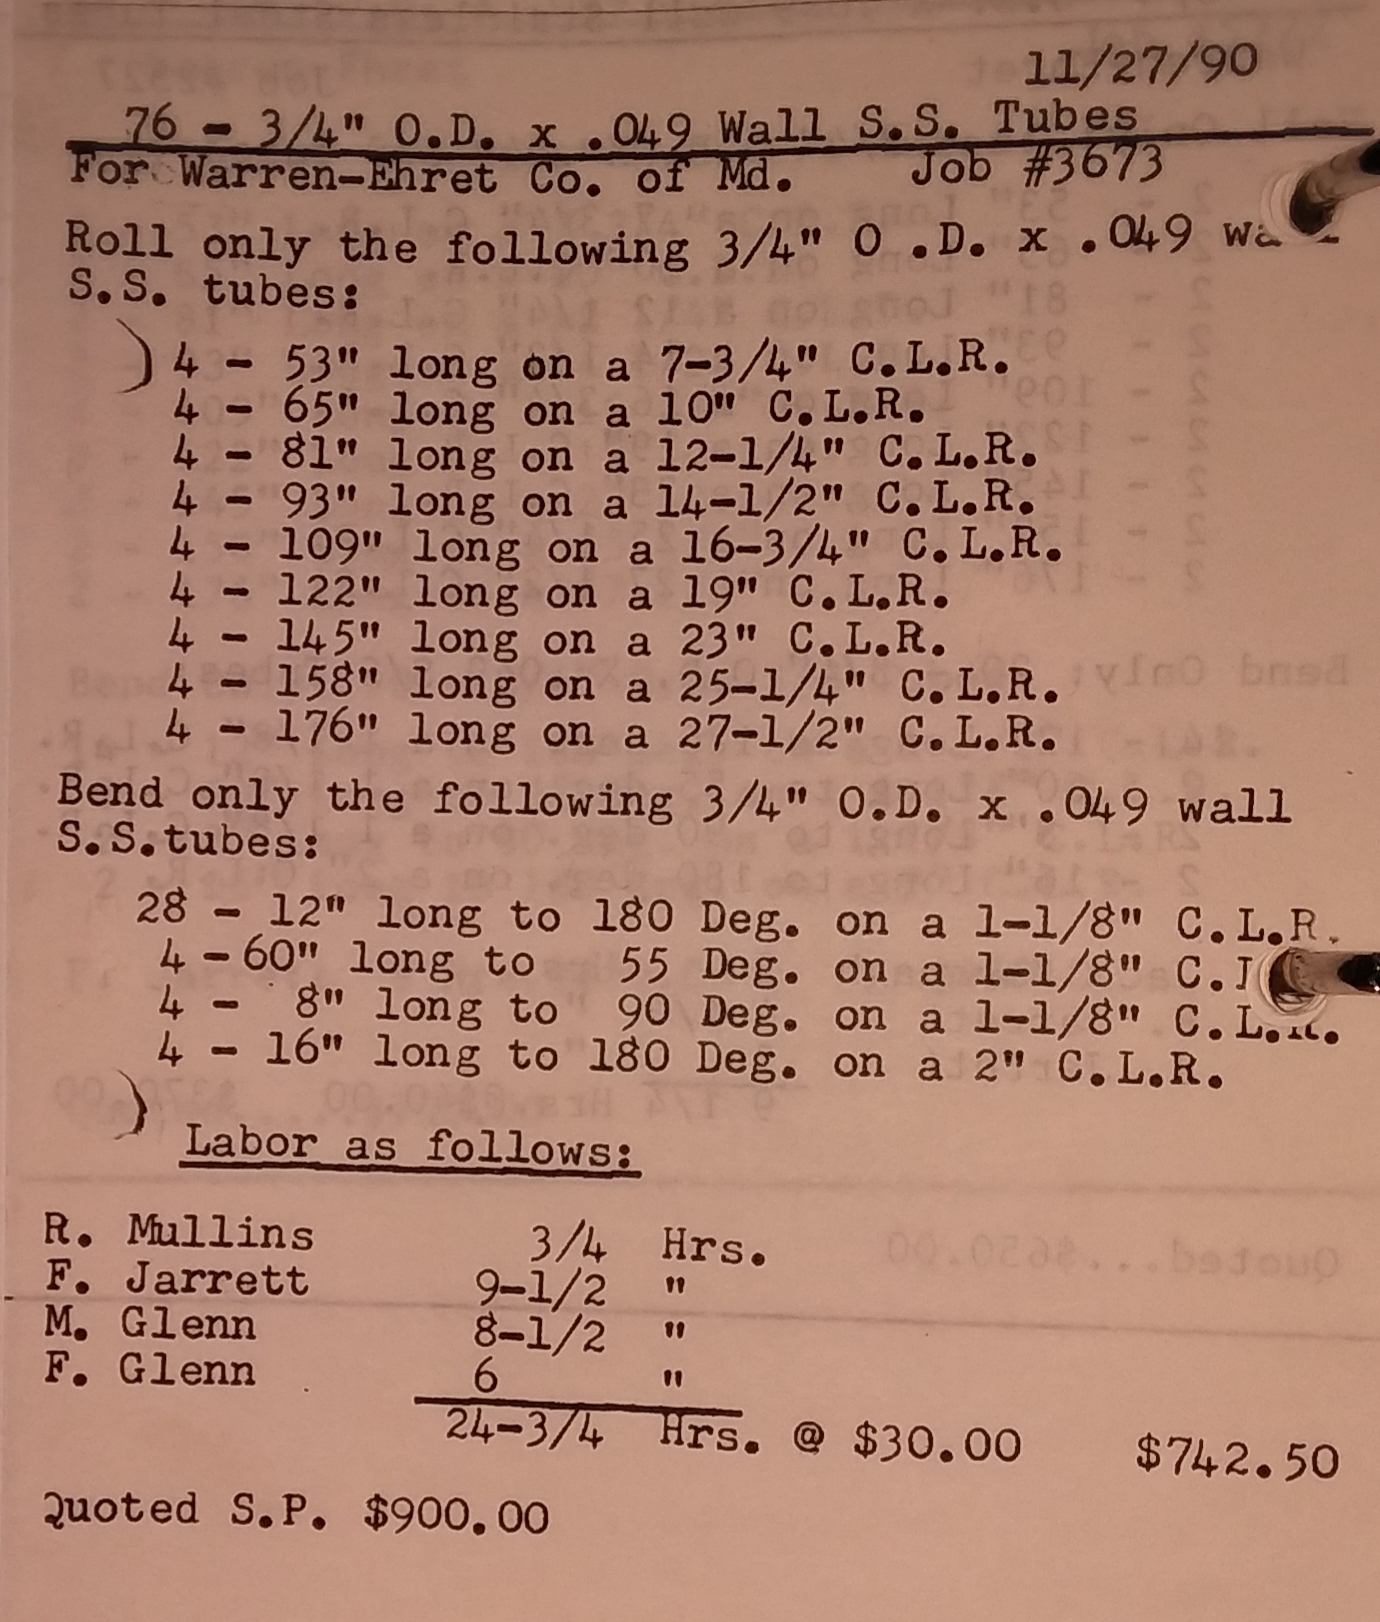 11/27/90
76 - 3/4" O.D. x .049 Wall S.S. Tubes
For Warren-Ehret Co. of Md. Job #3673
Roll only the following 3/4" O .D. x .049
S.S. tubes:
) 4 - 53" long on a 7-3/4" C.L.R.
4 - 65" long on a 10" C.L.R.
4 - 81" long on a 12-1/4" C.L.R.
4 - 93" long on a 14-1/2" C.L.R.
4 - 109" long on a 16-3/4" C.L.R.
4 - 122" long on a 19" C.L.R.
4 - 145" long on a 23" C.L.R.
4 - 158" long on a 25-1/4" C.L.R.
4 - 176" long on a 27-1/2" C.L.R.
Bend only the following 3/4" O.D. x .049 wall
S.S.tubes:
28 - 12" long to 180 Deg. on a 1-1/8" C.L.R.
4 -60" long to 55 Deg. on a 1-1/8"
4 - 8" long to 90 Deg. on a 1-1/8" C.L.R.
4 - 16" long to 180 Deg. on a 2" C.L.R.
)
Labor as follows:
R. Mullins 3/4 Hrs.
F. Jarrett 9-1/2 "
M. Glenn 8-1/2 "
F. Glenn 6 "
24-3/4 Hrs. @ $30.00 $742.50
Quoted S.P. $900.00